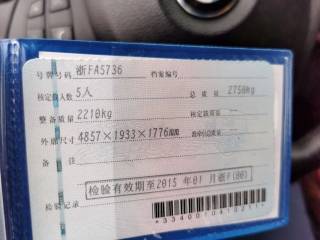 号牌号码 浙FA5736 档案编号
核定载人数 5人 总质量 2750kg
整备质量 2210kg 核定载质量
外廓尺寸 4857×1933×1776mm 准牵引总质量
备注
检验有效期至2015年01月浙F(00)
检验记录